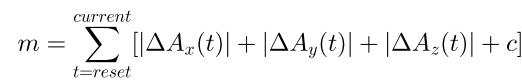 m = \sum_{t=reset}^{current} [|\Delta A_x(t)| + |\Delta A_y(t)| + |\Delta A_z(t)| + c]